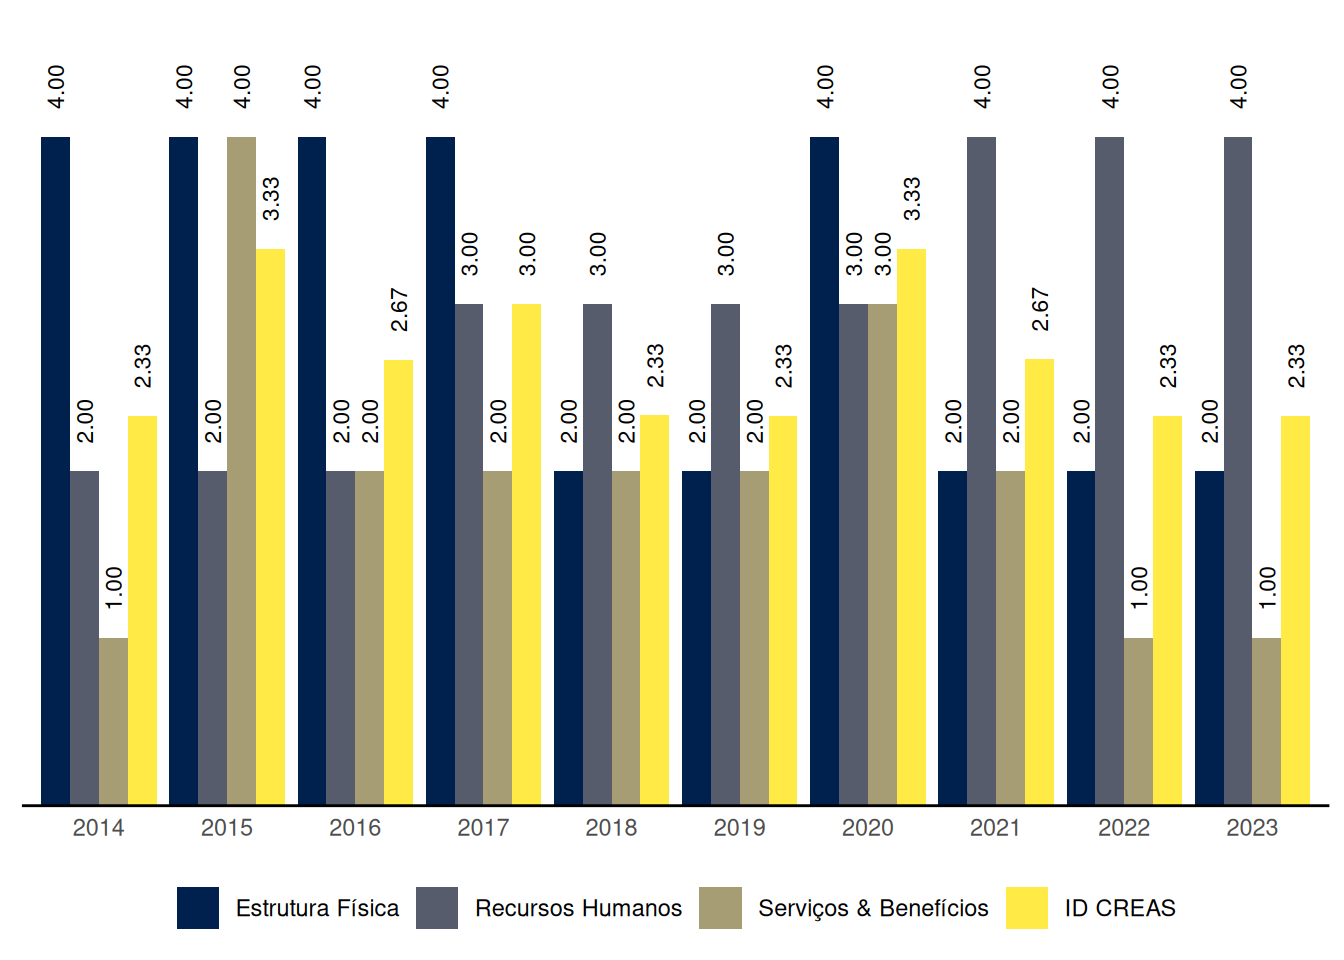 4.00 2.00 1.00 2.33
4.00 2.00 4.00 3.33
4.00 2.00 2.00 2.67
4.00 3.00 2.00 3.00
2.00 3.00 2.00 2.33
2.00 3.00 2.00 2.33
4.00 3.00 3.00 3.33
2.00 4.00 2.00 2.67
2.00 4.00 1.00 2.33
2.00 4.00 1.00 2.33
2014 2015 2016 2017 2018 2019 2020 2021 2022 2023
Estrutura Física Recursos Humanos Serviços & Benefícios ID CREAS